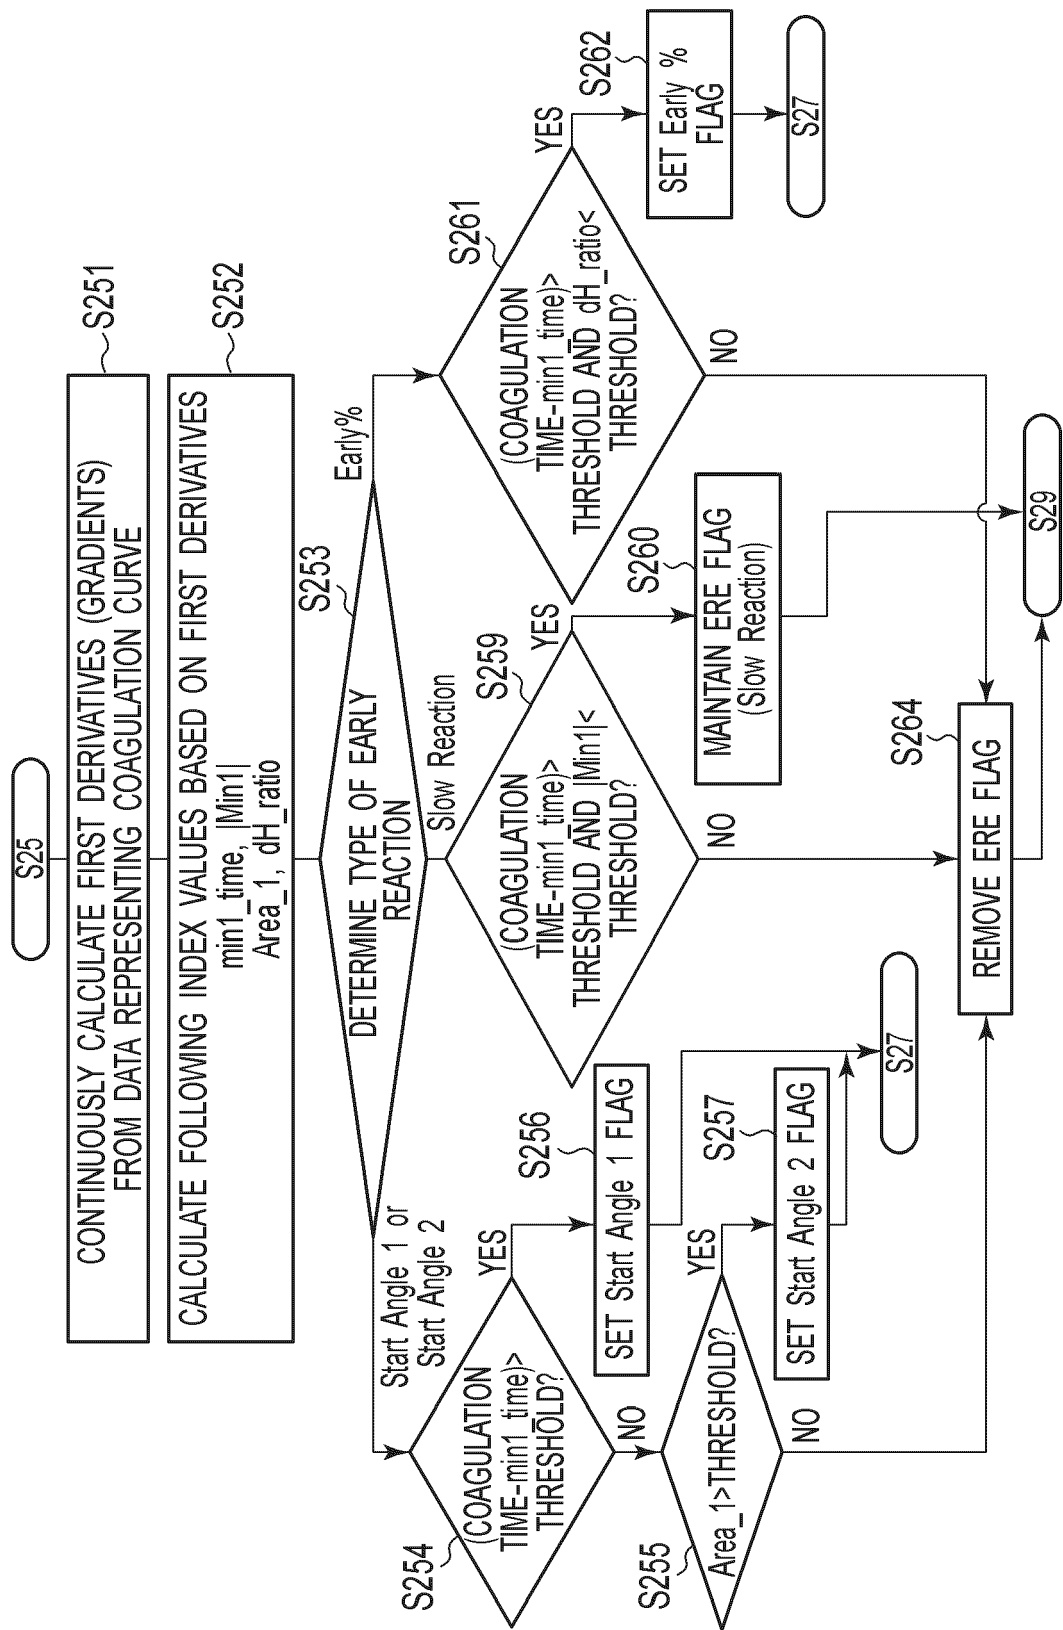 S25
CONTINUOUSLY CALCULATE FIRST DERIVATIVES (GRADIENTS)
FROM DATA REPRESENTING COAGULATION CURVE
S251
CALCULATE FOLLOWING INDEX VALUES BASED ON FIRST DERIVATIVES
min1_time, |Min1|
Area_1, dH_ratio
S252
DETERMINE TYPE OF EARLY
REACTION
S253
Start Angle 1 or
Start Angle 2
Slow Reaction
Early%
(COAGULATION
TIME-min1_time)>
THRESHOLD?
S254
YES
NO
SET Start Angle 1 FLAG
S256
Area_1>THRESHOLD?
S255
YES
NO
SET Start Angle 2 FLAG
S257
S27
(COAGULATION
TIME-min1_time)>
THRESHOLD AND |Min1|<
THRESHOLD?
S259
YES
NO
MAINTAIN ERE FLAG
(Slow Reaction)
S260
(COAGULATION
TIME-min1_time)>
THRESHOLD AND dH_ratio<
THRESHOLD?
S261
YES
NO
SET Early %
FLAG
S262
S27
REMOVE ERE FLAG
S264
S29